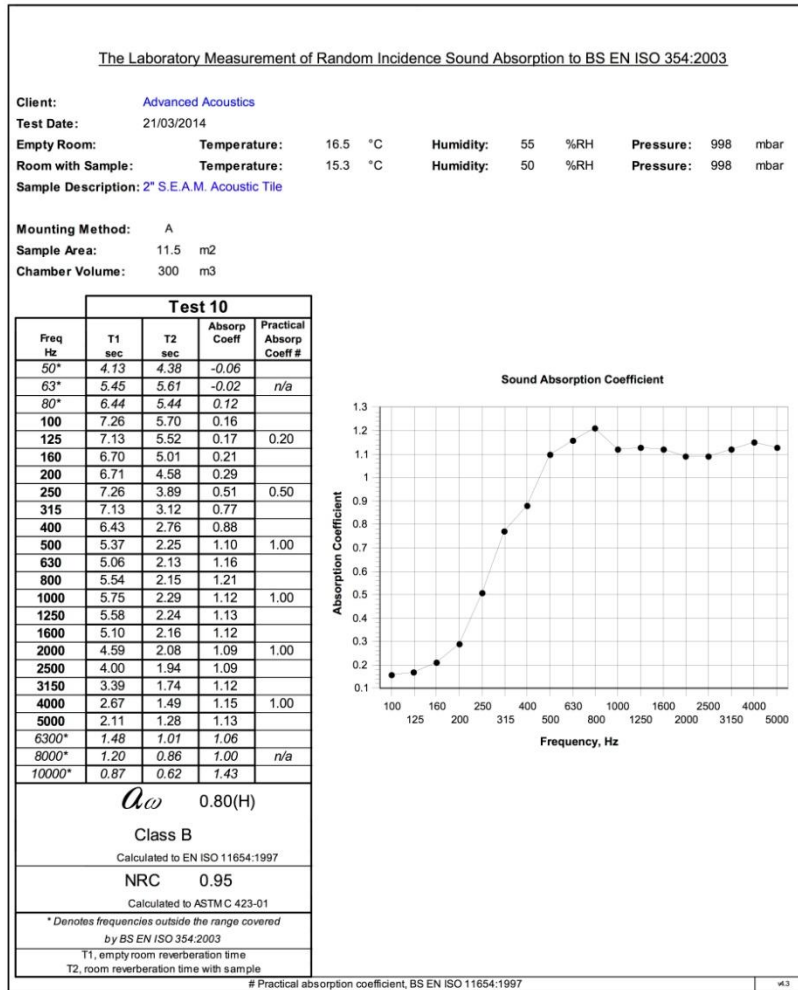 The Laboratory Measurement of Random Incidence Sound Absorption to BS EN ISO 354:2003
Client: Advanced Acoustics
Test Date: 21/03/2014
Empty Room: Temperature: 16.5 °C Humidity: 55 %RH Pressure: 998 mbar
Room with Sample: Temperature: 15.3 °C Humidity: 50 %RH Pressure: 998 mbar
Sample Description: 2" S.E.A.M. Acoustic Tile
Mounting Method: A
Sample Area: 11.5 m2
Chamber Volume: 300 m3
Test 10
Freq Hz T1 sec T2 sec Absorp Coeff Practical Absorp Coeff #
50* 4.13 4.38 -0.06
63* 5.45 5.61 -0.02 n/a
80* 6.44 5.44 0.12
100 7.26 5.70 0.16
125 7.13 5.52 0.17 0.20
160 6.70 5.01 0.21
200 6.71 4.58 0.29
250 7.26 3.89 0.51 0.50
315 7.13 3.12 0.77
400 6.43 2.76 0.88
500 5.37 2.25 1.10 1.00
630 5.06 2.13 1.16
800 5.54 2.15 1.21
1000 5.75 2.29 1.12 1.00
1250 5.58 2.24 1.13
1600 5.10 2.16 1.12
2000 4.59 2.08 1.09 1.00
2500 4.00 1.94 1.09
3150 3.39 1.74 1.12
4000 2.67 1.49 1.15 1.00
5000 2.11 1.28 1.13
6300* 1.48 1.01 1.06
8000* 1.20 0.86 1.00 n/a
10000* 0.87 0.62 1.43
αω 0.80(H)
Class B
Calculated to EN ISO 11654:1997
NRC 0.95
Calculated to ASTM C 423-01
* Denotes frequencies outside the range covered
by BS EN ISO 354:2003
T1, empty room reverberation time
T2, room reverberation time with sample
Sound Absorption Coefficient
Absorption Coefficient
1.3
1.2
1.1
1
0.9
0.8
0.7
0.6
0.5
0.4
0.3
0.2
0.1
100 160 250 400 630 1000 1600 2500 4000
125 200 315 500 800 1250 2000 3150 5000
Frequency, Hz
# Practical absorption coefficient, BS EN ISO 11654:1997
v4.3